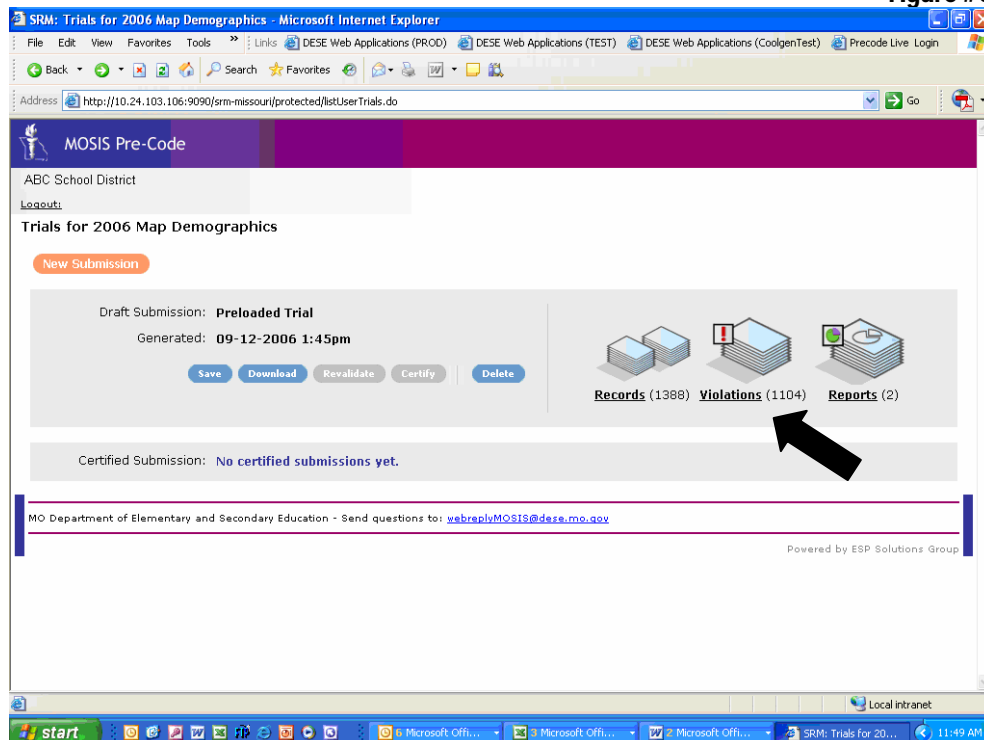 SRM: Trials for 2006 Map Demographics - Microsoft Internet Explorer
File Edit View Favorites Tools » Links DESE Web Applications (PROD) DESE Web Applications (TEST) DESE Web Applications (CoolgenTest) Precode Live Login
Back Search Favorites
Address http://10.24.103.106:9090/srm-missouri/protected/listUserTrials.do Go
MOSIS Pre-Code
ABC School District
Logout:
Trials for 2006 Map Demographics
New Submission
Draft Submission: Preloaded Trial
Generated: 09-12-2006 1:45pm
Save Download Revalidate Certify Delete
Records (1388) Violations (1104) Reports (2)
Certified Submission: No certified submissions yet.
MO Department of Elementary and Secondary Education - Send questions to: webreplyMOSIS@dese.mo.gov
Powered by ESP Solutions Group
Local intranet
start 6 Microsoft Offi... 3 Microsoft Offi... 2 Microsoft Offi... SRM: Trials for 20... 11:49 AM